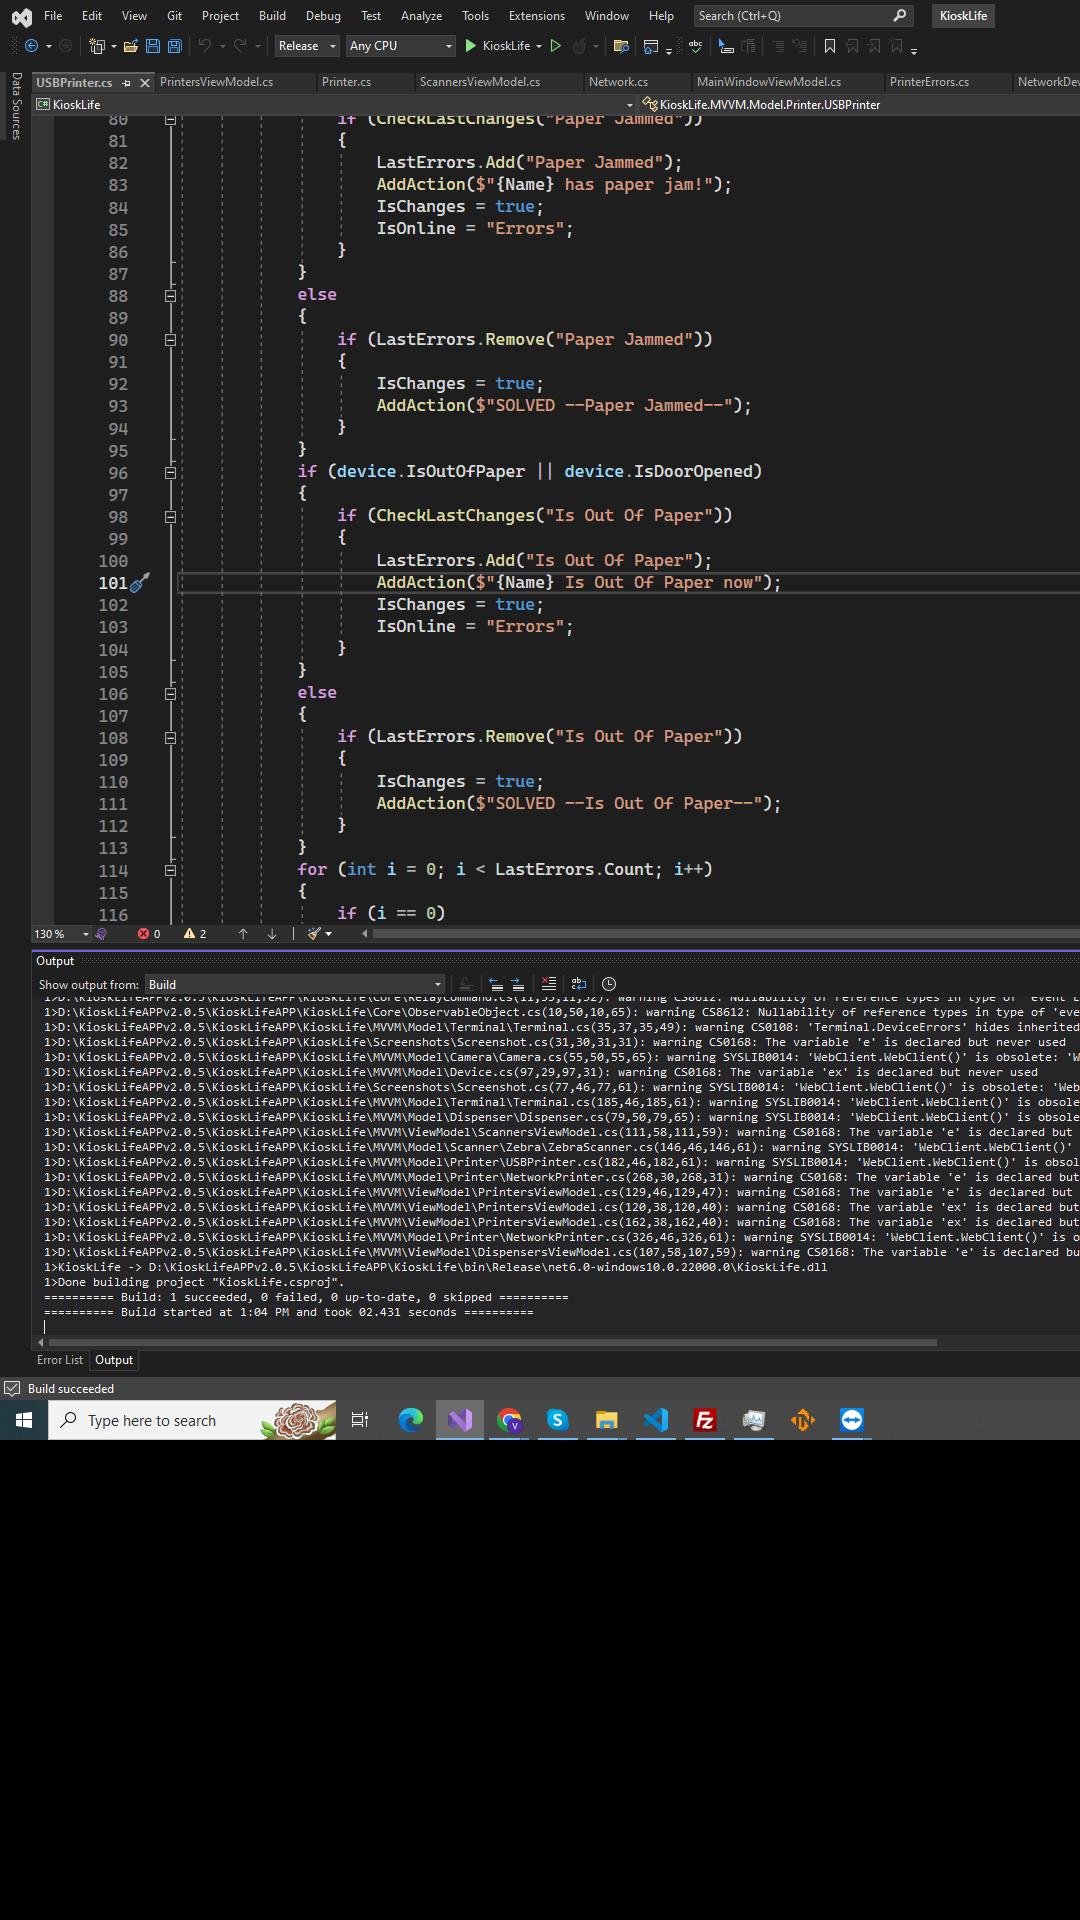 File Edit View Git Project Build Debug Test Analyze Tools Extensions Window Help Search (Ctrl+Q) KioskLife
Release Any CPU KioskLife
Data Sources
USBPrinter.cs PrintersViewModel.cs Printer.cs ScannersViewModel.cs Network.cs MainWindowViewModel.cs PrinterErrors.cs NetworkDev
C# KioskLife KioskLife.MVVM.Model.Printer.USBPrinter
80 if (CheckLastChanges("Paper Jammed"))
81 {
82 LastErrors.Add("Paper Jammed");
83 AddAction($"{Name} has paper jam!");
84 IsChanges = true;
85 IsOnline = "Errors";
86 }
87 }
88 else
89 {
90 if (LastErrors.Remove("Paper Jammed"))
91 {
92 IsChanges = true;
93 AddAction($"SOLVED --Paper Jammed--");
94 }
95 }
96 if (device.IsOutOfPaper || device.IsDoorOpened)
97 {
98 if (CheckLastChanges("Is Out Of Paper"))
99 {
100 LastErrors.Add("Is Out Of Paper");
101 AddAction($"{Name} Is Out Of Paper now");
102 IsChanges = true;
103 IsOnline = "Errors";
104 }
105 }
106 else
107 {
108 if (LastErrors.Remove("Is Out Of Paper"))
109 {
110 IsChanges = true;
111 AddAction($"SOLVED --Is Out Of Paper--");
112 }
113 }
114 for (int i = 0; i < LastErrors.Count; i++)
115 {
116 if (i == 0)
130 % 0 2
Output
Show output from: Build
1>D:\KioskLifeAPPv2.0.5\KioskLifeAPP\KioskLife\Core\RelayCommand.cs(11,53,11,52): warning CS8612: Nullability of reference types in type of 'event E
1>D:\KioskLifeAPPv2.0.5\KioskLifeAPP\KioskLife\Core\ObservableObject.cs(10,50,10,65): warning CS8612: Nullability of reference types in type of 'eve
1>D:\KioskLifeAPPv2.0.5\KioskLifeAPP\KioskLife\MVVM\Model\Terminal\Terminal.cs(35,37,35,49): warning CS0108: 'Terminal.DeviceErrors' hides inherited
1>D:\KioskLifeAPPv2.0.5\KioskLifeAPP\KioskLife\Screenshots\Screenshot.cs(31,30,31,31): warning CS0168: The variable 'e' is declared but never used
1>D:\KioskLifeAPPv2.0.5\KioskLifeAPP\KioskLife\MVVM\Model\Camera\Camera.cs(55,50,55,65): warning SYSLIB0014: 'WebClient.WebClient()' is obsolete: 'W
1>D:\KioskLifeAPPv2.0.5\KioskLifeAPP\KioskLife\MVVM\Model\Device.cs(97,29,97,31): warning CS0168: The variable 'ex' is declared but never used
1>D:\KioskLifeAPPv2.0.5\KioskLifeAPP\KioskLife\Screenshots\Screenshot.cs(77,46,77,61): warning SYSLIB0014: 'WebClient.WebClient()' is obsolete: 'Web
1>D:\KioskLifeAPPv2.0.5\KioskLifeAPP\KioskLife\MVVM\Model\Terminal\Terminal.cs(185,46,185,61): warning SYSLIB0014: 'WebClient.WebClient()' is obsole
1>D:\KioskLifeAPPv2.0.5\KioskLifeAPP\KioskLife\MVVM\Model\Dispenser\Dispenser.cs(79,50,79,65): warning SYSLIB0014: 'WebClient.WebClient()' is obsole
1>D:\KioskLifeAPPv2.0.5\KioskLifeAPP\KioskLife\MVVM\ViewModel\ScannersViewModel.cs(111,58,111,59): warning CS0168: The variable 'e' is declared but
1>D:\KioskLifeAPPv2.0.5\KioskLifeAPP\KioskLife\MVVM\Model\Scanner\Zebra\ZebraScanner.cs(146,46,146,61): warning SYSLIB0014: 'WebClient.WebClient()'
1>D:\KioskLifeAPPv2.0.5\KioskLifeAPP\KioskLife\MVVM\Model\Printer\USBPrinter.cs(182,46,182,61): warning SYSLIB0014: 'WebClient.WebClient()' is obsol
1>D:\KioskLifeAPPv2.0.5\KioskLifeAPP\KioskLife\MVVM\Model\Printer\NetworkPrinter.cs(268,30,268,31): warning CS0168: The variable 'e' is declared but
1>D:\KioskLifeAPPv2.0.5\KioskLifeAPP\KioskLife\MVVM\ViewModel\PrintersViewModel.cs(129,46,129,47): warning CS0168: The variable 'e' is declared but
1>D:\KioskLifeAPPv2.0.5\KioskLifeAPP\KioskLife\MVVM\ViewModel\PrintersViewModel.cs(120,38,120,40): warning CS0168: The variable 'ex' is declared but
1>D:\KioskLifeAPPv2.0.5\KioskLifeAPP\KioskLife\MVVM\ViewModel\PrintersViewModel.cs(162,38,162,40): warning CS0168: The variable 'ex' is declared but
1>D:\KioskLifeAPPv2.0.5\KioskLifeAPP\KioskLife\MVVM\Model\Printer\NetworkPrinter.cs(326,46,326,61): warning SYSLIB0014: 'WebClient.WebClient()' is o
1>D:\KioskLifeAPPv2.0.5\KioskLifeAPP\KioskLife\MVVM\ViewModel\DispensersViewModel.cs(107,58,107,59): warning CS0168: The variable 'e' is declared bu
1>KioskLife -> D:\KioskLifeAPPv2.0.5\KioskLifeAPP\KioskLife\bin\Release\net6.0-windows10.0.22000.0\KioskLife.dll
1>Done building project "KioskLife.csproj".
========== Build: 1 succeeded, 0 failed, 0 up-to-date, 0 skipped ==========
========== Build started at 1:04 PM and took 02.431 seconds ==========
Error List Output
Build succeeded
Type here to search